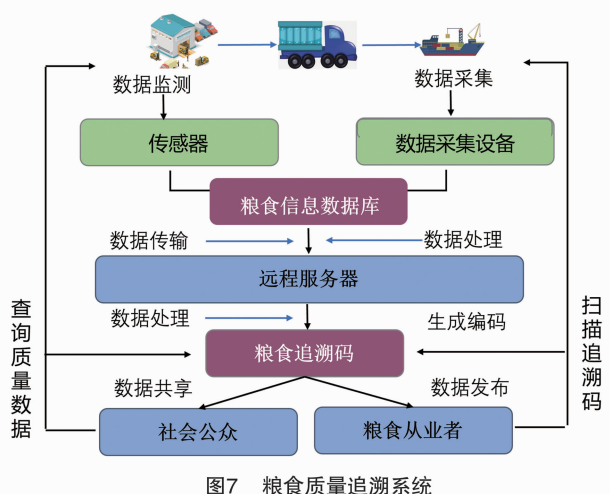 数据监测
数据采集
传感器
数据采集设备
粮食信息数据库
数据传输
数据处理
远程服务器
数据处理
生成编码
粮食追溯码
数据共享
数据发布
社会公众
粮食从业者
查询质量数据
扫描追溯码
图7 粮食质量追溯系统